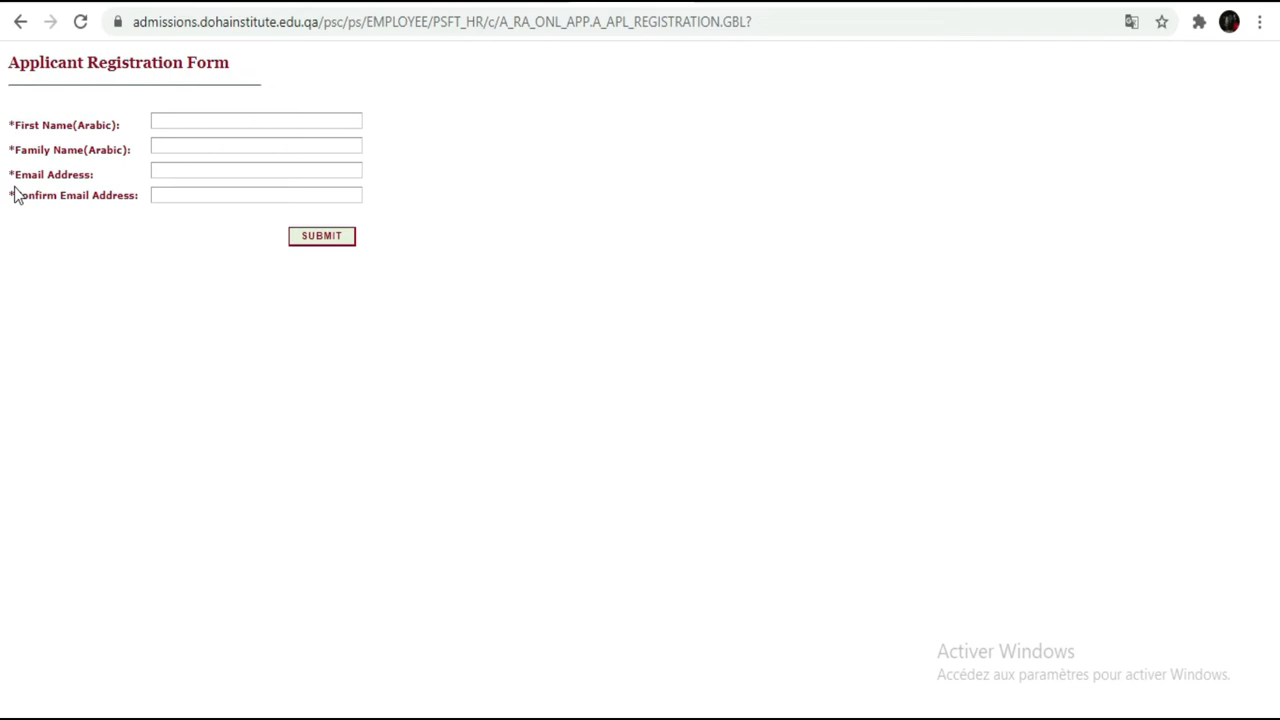 admissions.dohainstitute.edu.qa/psc/ps/EMPLOYEE/PSFT_HR/c/A_RA_ONL_APP.A_APL_REGISTRATION.GBL?
Applicant Registration Form
*First Name(Arabic):
*Family Name(Arabic):
*Email Address:
*Confirm Email Address:
SUBMIT
Activer Windows
Accédez aux paramètres pour activer Windows.